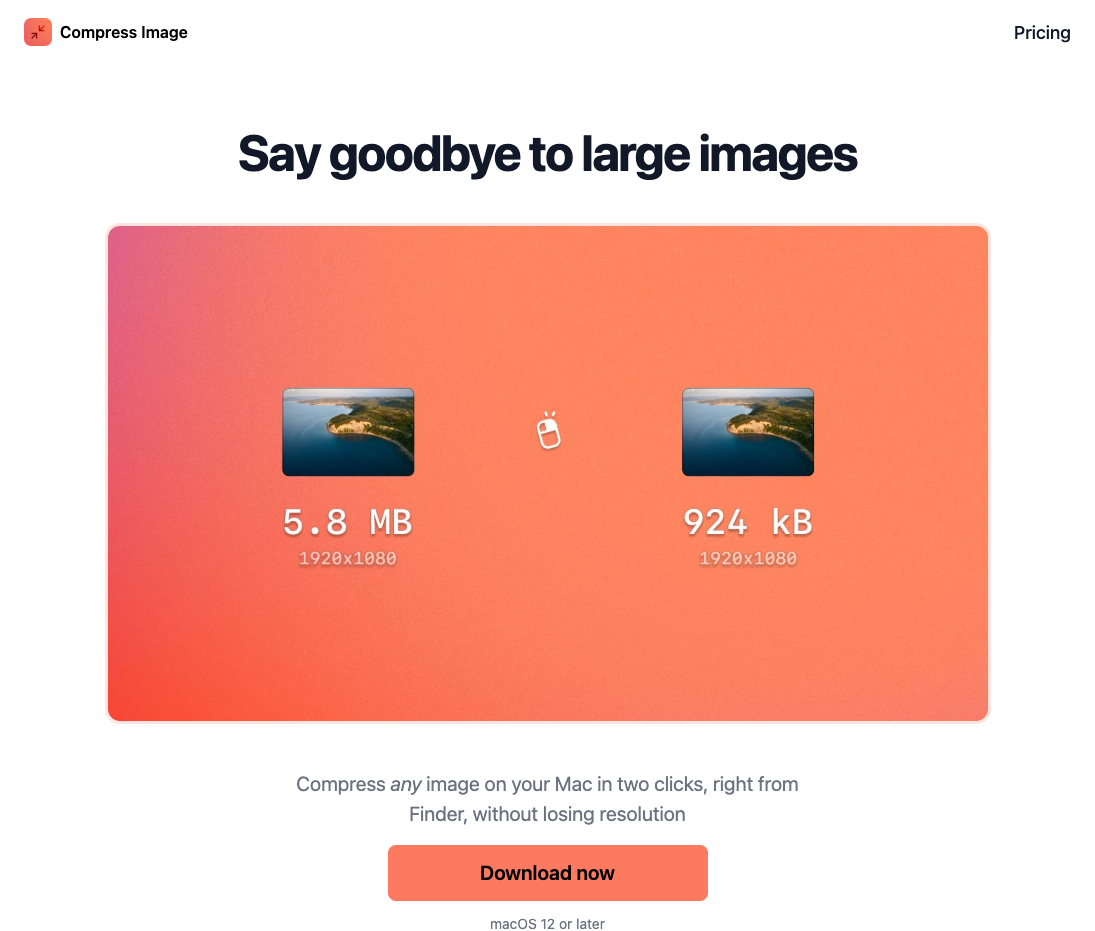 Compress Image
Pricing
Say goodbye to large images
5.8 MB
1920x1080
924 kB
1920x1080
Compress any image on your Mac in two clicks, right from
Finder, without losing resolution
Download now
macOS 12 or later